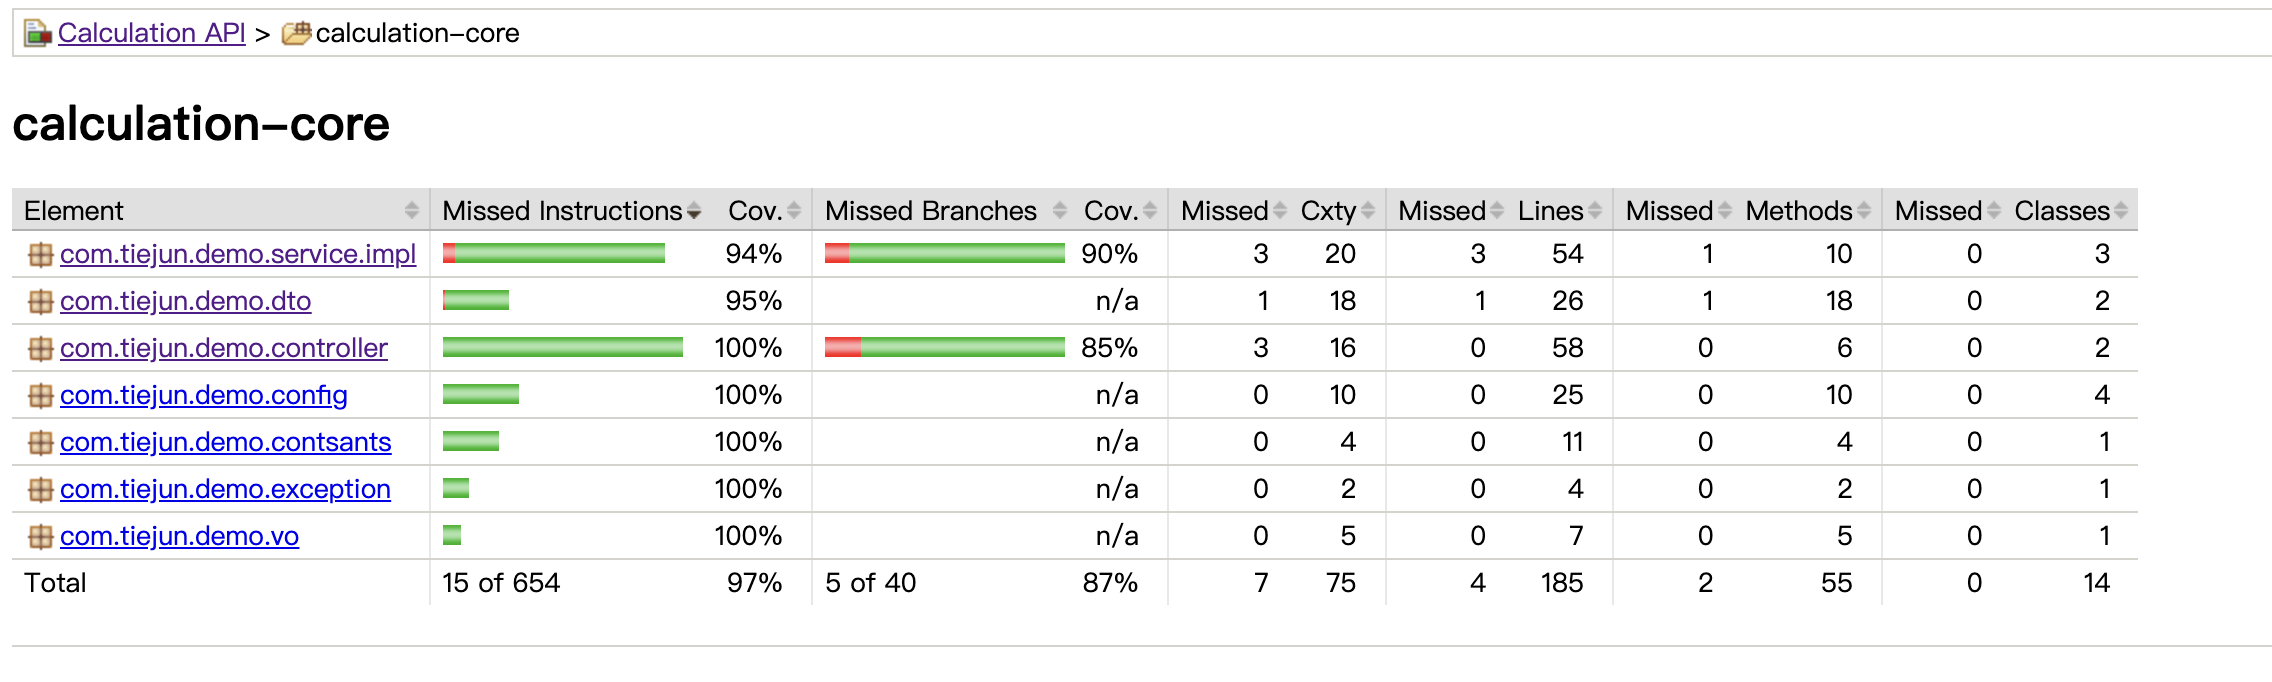 Calculation API > calculation-core
calculation-core
Element Missed Instructions Cov. Missed Branches Cov. Missed Cxty Missed Lines Missed Methods Missed Classes
com.tiejun.demo.service.impl 94% 90% 3 20 3 54 1 10 0 3
com.tiejun.demo.dto 95% n/a 1 18 1 26 1 18 0 2
com.tiejun.demo.controller 100% 85% 3 16 0 58 0 6 0 2
com.tiejun.demo.config 100% n/a 0 10 0 25 0 10 0 4
com.tiejun.demo.contsants 100% n/a 0 4 0 11 0 4 0 1
com.tiejun.demo.exception 100% n/a 0 2 0 4 0 2 0 1
com.tiejun.demo.vo 100% n/a 0 5 0 7 0 5 0 1
Total 15 of 654 97% 5 of 40 87% 7 75 4 185 2 55 0 14